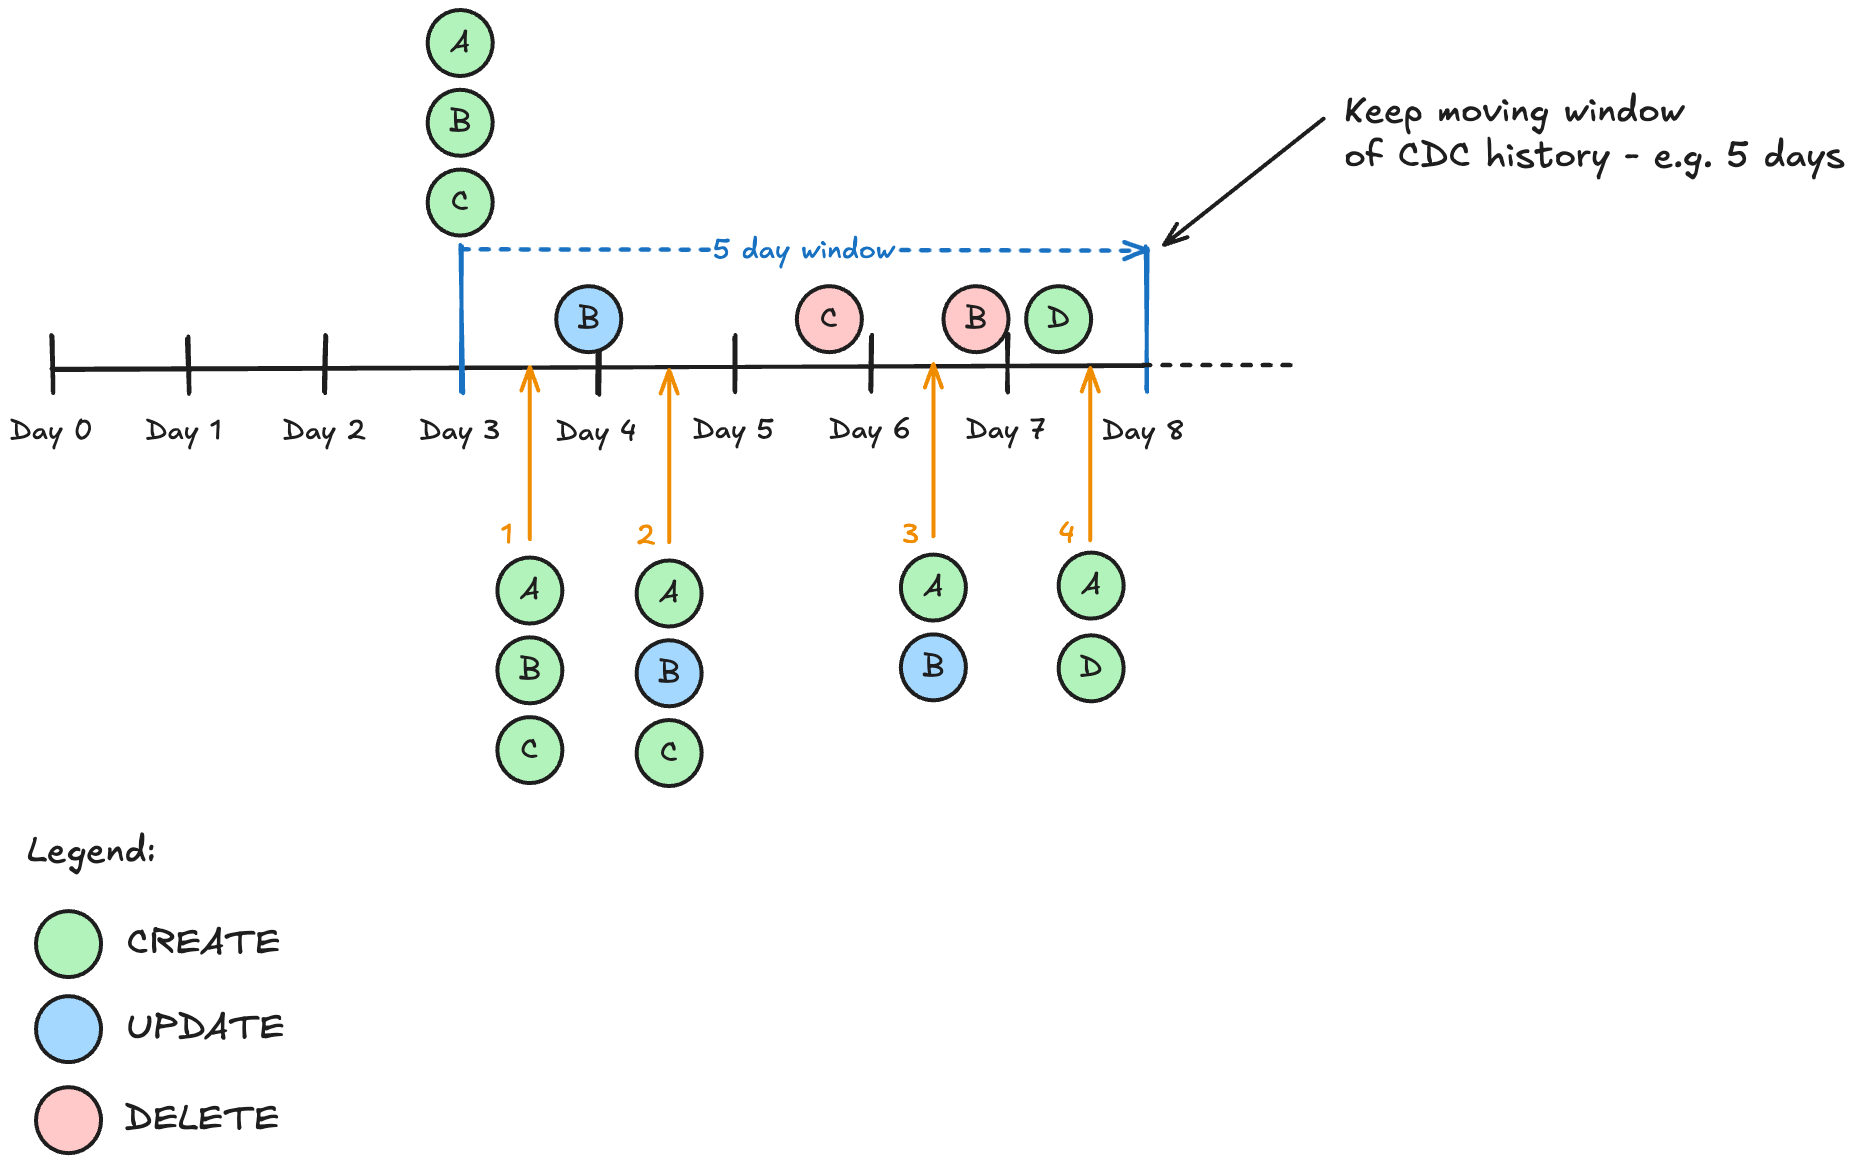 A
B
C
Keep moving window
of CDC history - e.g. 5 days
5 day window
B
C
B
D
Day 0
Day 1
Day 2
Day 3
Day 4
Day 5
Day 6
Day 7
Day 8
1
2
3
4
A
B
C
A
B
C
A
B
A
D
Legend:
CREATE
UPDATE
DELETE